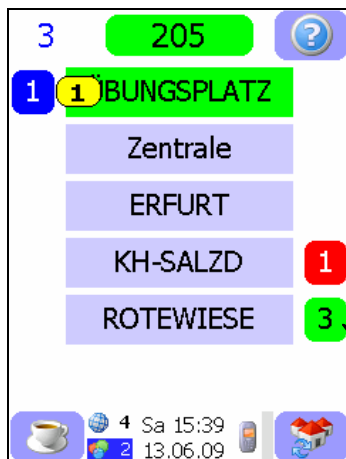 3 205 ?
1 1 ÜBUNGSPLATZ
Zentrale
ERFURT
KH-SALZD 1
ROTEWIESE 3
4 Sa 15:39
2 13.06.09